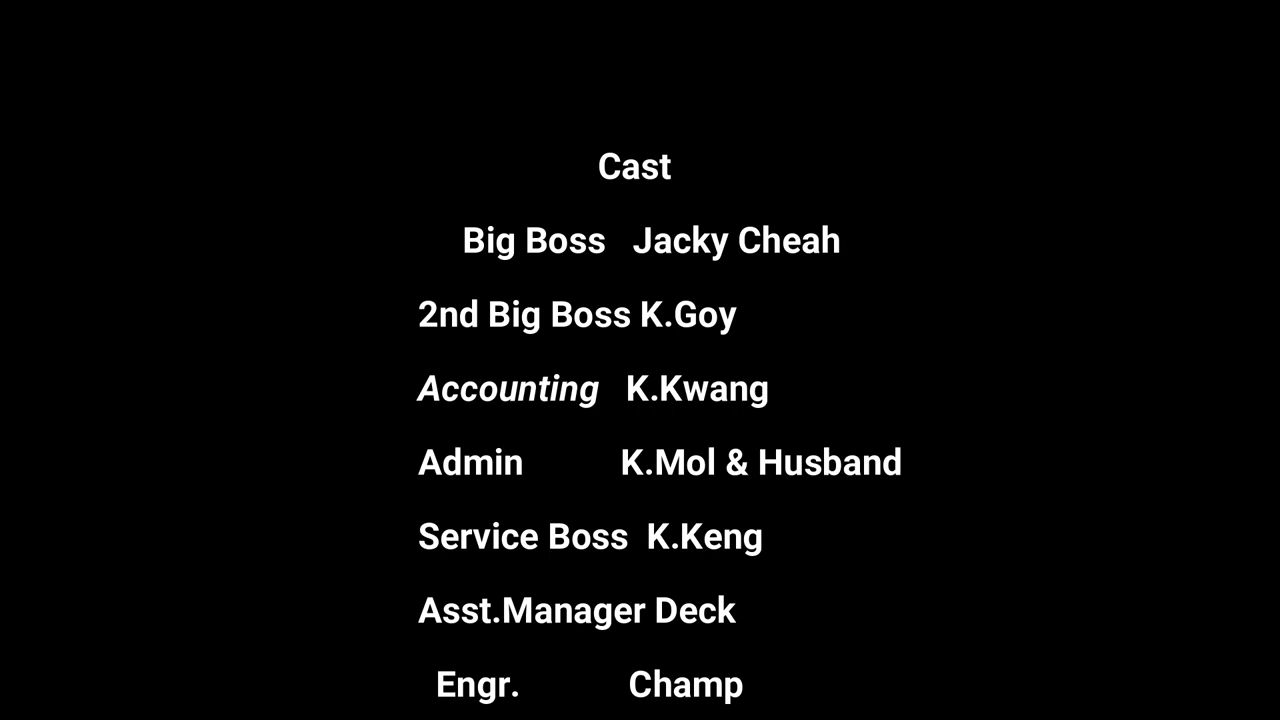 Cast
Big Boss Jacky Cheah
2nd Big Boss K.Goy
Accounting K.Kwang
Admin K.Mol & Husband
Service Boss K.Keng
Asst.Manager Deck
Engr. Champ